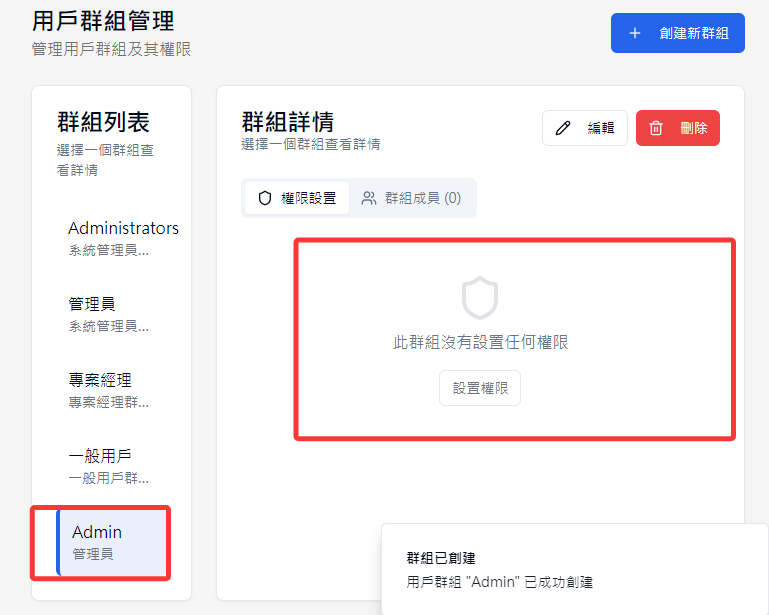 用戶群組管理
管理用戶群組及其權限
創建新群組
群組列表
選擇一個群組查
看詳情
Administrators
系統管理員...
管理員
系統管理員...
專案經理
專案經理群...
一般用戶
一般用戶群...
Admin
管理員
群組詳情
選擇一個群組查看詳情
編輯
刪除
權限設置
群組成員 (0)
此群組沒有設置任何權限
設置權限
群組已創建
用戶群組 "Admin" 已成功創建